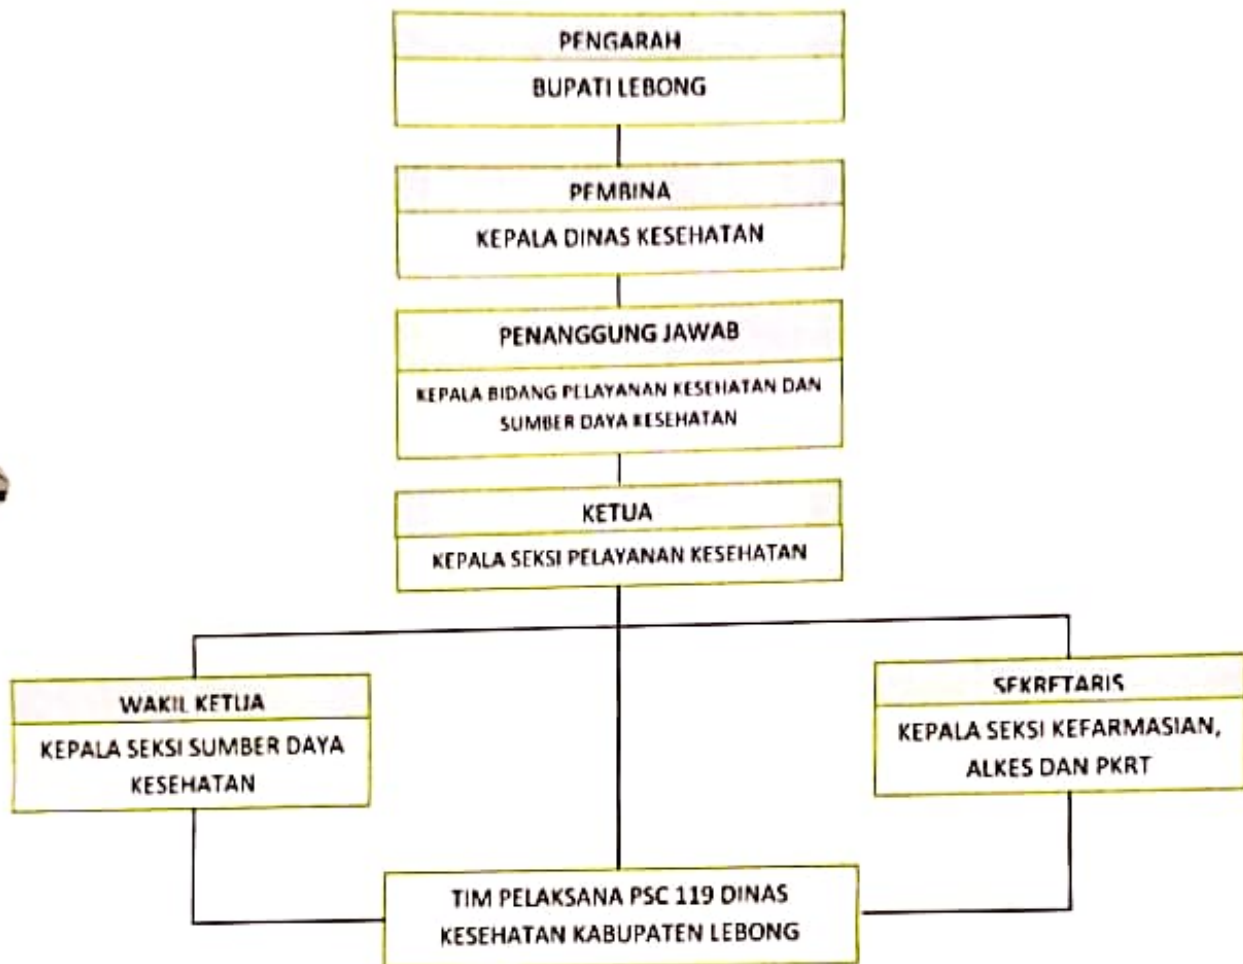 PENGARAH
BUPATI LEBONG
PEMBINA
KEPALA DINAS KESEHATAN
PENANGGUNG JAWAB
KEPALA BIDANG PELAYANAN KESEHATAN DAN
SUMBER DAYA KESEHATAN
KETUA
KEPALA SEKSI PELAYANAN KESEHATAN
WAKIL KETUA
KEPALA SEKSI SUMBER DAYA
KESEHATAN
SEKRETARIS
KEPALA SEKSI KEFARMASIAN,
ALKES DAN PKRT
TIM PELAKSANA PSC 119 DINAS
KESEHATAN KABUPATEN LEBONG